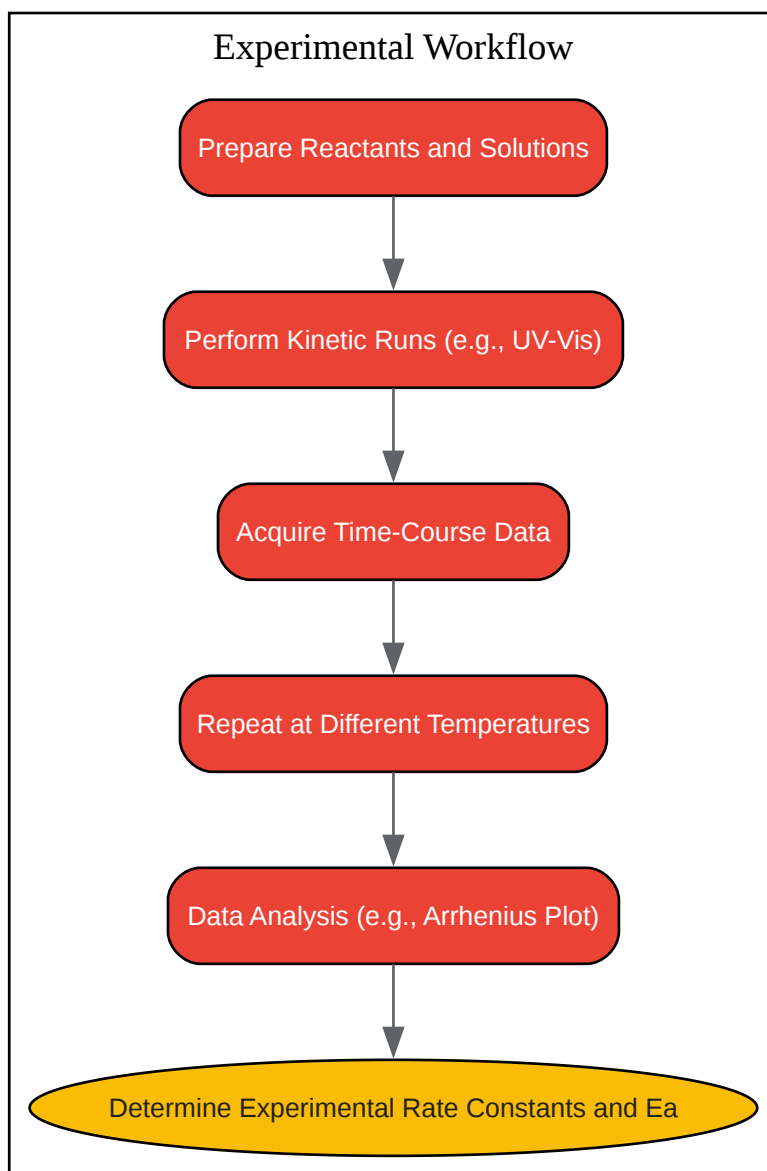 Experimental Workflow
Prepare Reactants and Solutions
Perform Kinetic Runs (e.g., UV-Vis)
Acquire Time-Course Data
Repeat at Different Temperatures
Data Analysis (e.g., Arrhenius Plot)
Determine Experimental Rate Constants and Ea